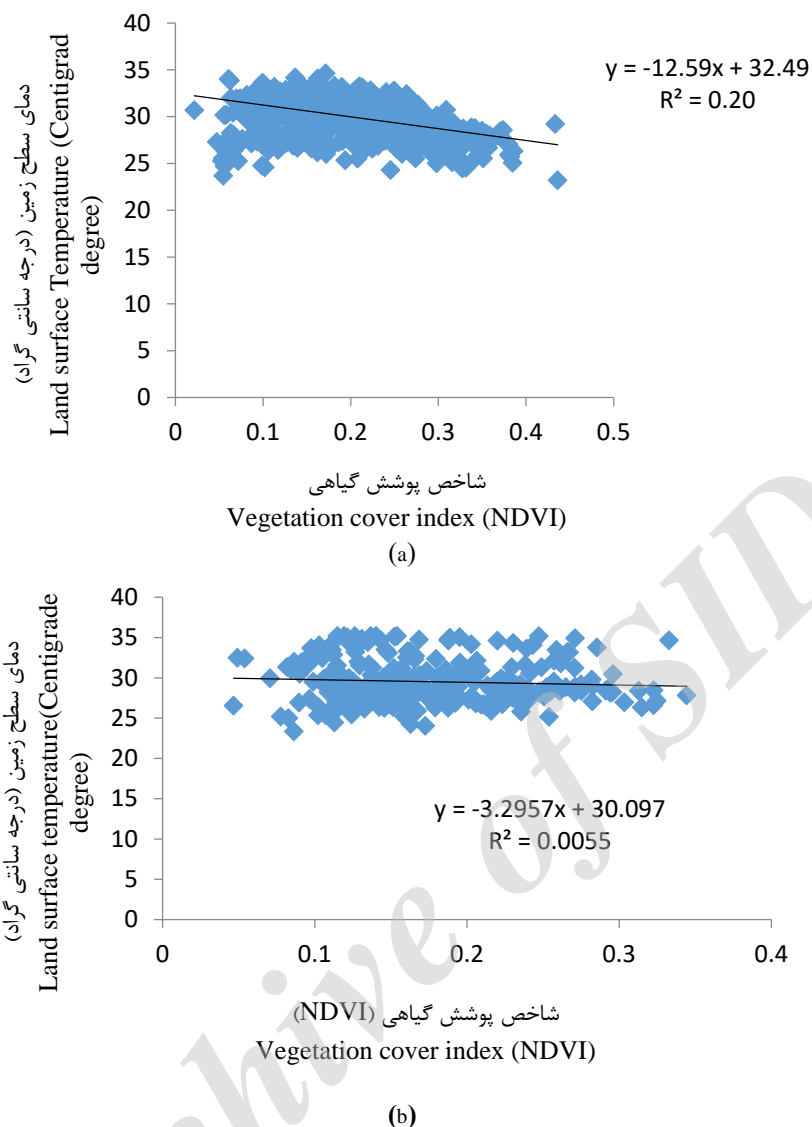 40
35
30
25
20
15
10
5
0
0 0.1 0.2 0.3 0.4 0.5
y = -12.59x + 32.49
R² = 0.20
دمای سطح زمین (درجه سانتی گراد)
Land surface Temperature (Centigrad
degree)
شاخص پوشش گیاهی
Vegetation cover index (NDVI)
(a)
40
35
30
25
20
15
10
5
0
0 0.1 0.2 0.3 0.4
y = -3.2957x + 30.097
R² = 0.0055
دمای سطح زمین (درجه سانتی گراد)
Land surface temperature(Centigrade
degree)
شاخص پوشش گیاهی (NDVI)
Vegetation cover index (NDVI)
(b)
chive of SID